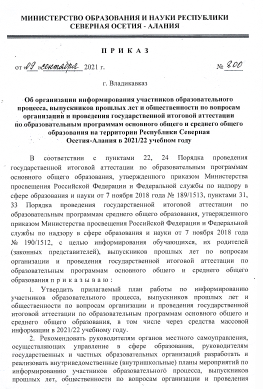 МИНИСТЕРСТВО ОБРАЗОВАНИЯ И НАУКИ РЕСПУБЛИКИ
СЕВЕРНАЯ ОСЕТИЯ - АЛАНИЯ
П Р И К А З
от 2021 г. № 800
г. Владикавказ
Об организации информирования участников образовательного
процесса, выпускников прошлых лет и общественности по вопросам
организации и проведения государственной итоговой аттестации
по образовательным программам основного общего и среднего общего
образования на территории Республики Северная
Осетия-Алания в 2021/22 учебном году
В соответствии с пунктами 22, 24 Порядка проведения
государственной итоговой аттестации по образовательным программам
основного общего образования, утвержденного приказом Министерства
просвещения Российской Федерации и Федеральной службы по надзору в
сфере образования и науки от 7 ноября 2018 года № 189/1513, пунктами 31,
33 Порядка проведения государственной итоговой аттестации по
образовательным программам среднего общего образования, утвержденного
приказом Министерства просвещения Российской Федерации и Федеральной
службы по надзору в сфере образования и науки от 7 ноября 2018 года
№ 190/1512, с целью информирования обучающихся, их родителей
(законных представителей), выпускников прошлых лет по вопросам
организации и проведения государственной итоговой аттестации по
образовательным программам основного общего и среднего общего
образования п р и к а з ы в а ю :
1. Утвердить прилагаемый план работы по информированию
участников образовательного процесса, выпускников прошлых лет и
общественности по вопросам организации и проведения государственной
итоговой аттестации по образовательным программам основного общего и
среднего общего образования, в том числе через средства массовой
информации в 2021/22 учебном году.
2. Рекомендовать руководителям органов местного самоуправления,
осуществляющих управление в сфере образования, руководителям
государственных и частных образовательных организаций разработать и
реализовать внутриведомственные (внутришкольные) планы мероприятий по
информированию участников образовательного процесса, выпускников
прошлых лет, общественности по вопросам организации и проведения